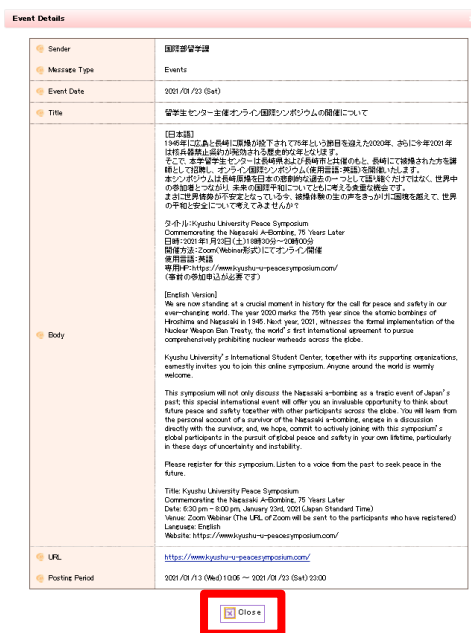 Event Details
Sender 国際部留学課
Message Type Events
Event Date 2021/01/23 (Sat)
Title 留学生センター主催オンライン国際シンポジウムの開催について
Body
[日本語]
1945年に広島と長崎に原爆が投下されて75年という節目を迎えた2020年、さらに今年2021年
は核兵器禁止条約が発効される歴史的な年となります。
そこで、本学留学生センターは長崎県および長崎市と共催のもと、長崎にて被爆された方を講
師として招聘し、オンライン国際シンポジウム(使用言語:英語)を開催いたします。
本シンポジウムは長崎原爆を日本の悲劇的な過去の一つとして語り継ぐだけではなく、世界中
の参加者とつながり、未来の国際平和についてともに考える貴重な機会です。
まさに世界情勢が不安定となっている今、被爆体験の生の声をきっかけに国境を越えて、世界
の平和と安全について考えてみませんか?
タイトル:Kyushu University Peace Symposium
Commemorating the Nagasaki A-Bombing, 75 Years Later
日時:2021年1月23日(土)18時30分~20時00分
開催方法:Zoom(Webinar形式)にてオンライン開催
使用言語:英語
専用HP:https://www.kyushu-u-peacesymposium.com/
(事前の参加申込が必要です)
[English Version]
We are now standing at a crucial moment in history for the call for peace and safety in our
ever-changing world. The year 2020 marks the 75th year since the atomic bombings of
Hiroshima and Nagasaki in 1945. Next year, 2021, witnesses the formal implementation of the
Nuclear Weapon Ban Treaty, the world's first international agreement to pursue
comprehensively prohibiting nuclear warheads across the globe.
Kyushu University's International Student Center, together with its supporting organizations,
earnestly invites you to join this online symposium. Anyone around the world is warmly
welcome.
This symposium will not only discuss the Nagasaki a-bombing as a tragic event of Japan's
past; this special international event will offer you an invaluable opportunity to think about
future peace and safety together with other participants across the globe. You will learn from
the personal account of a survivor of the Nagasaki a-bombing, engage in a discussion
directly with the survivor, and, we hope, commit to actively joining with this symposium's
global participants in the pursuit of global peace and safety in your own lifetime, particularly
in these days of uncertainty and instability.
Please register for this symposium. Listen to a voice from the past to seek peace in the
future.
Title: Kyushu University Peace Symposium
Commemorating the Nagasaki A-Bombing, 75 Years Later
Date: 6:30 pm - 8:00 pm, January 23rd, 2021 (Japan Standard Time)
Venue: Zoom Webinar (The URL of Zoom will be sent to the participants who have registered)
Language: English
Website: https://www.kyushu-u-peacesymposium.com/
URL https://www.kyushu-u-peacesymposium.com/
Posting Period 2021/01/13 (Wed) 10:05 ~ 2021/01/23 (Sat) 23:00
Close